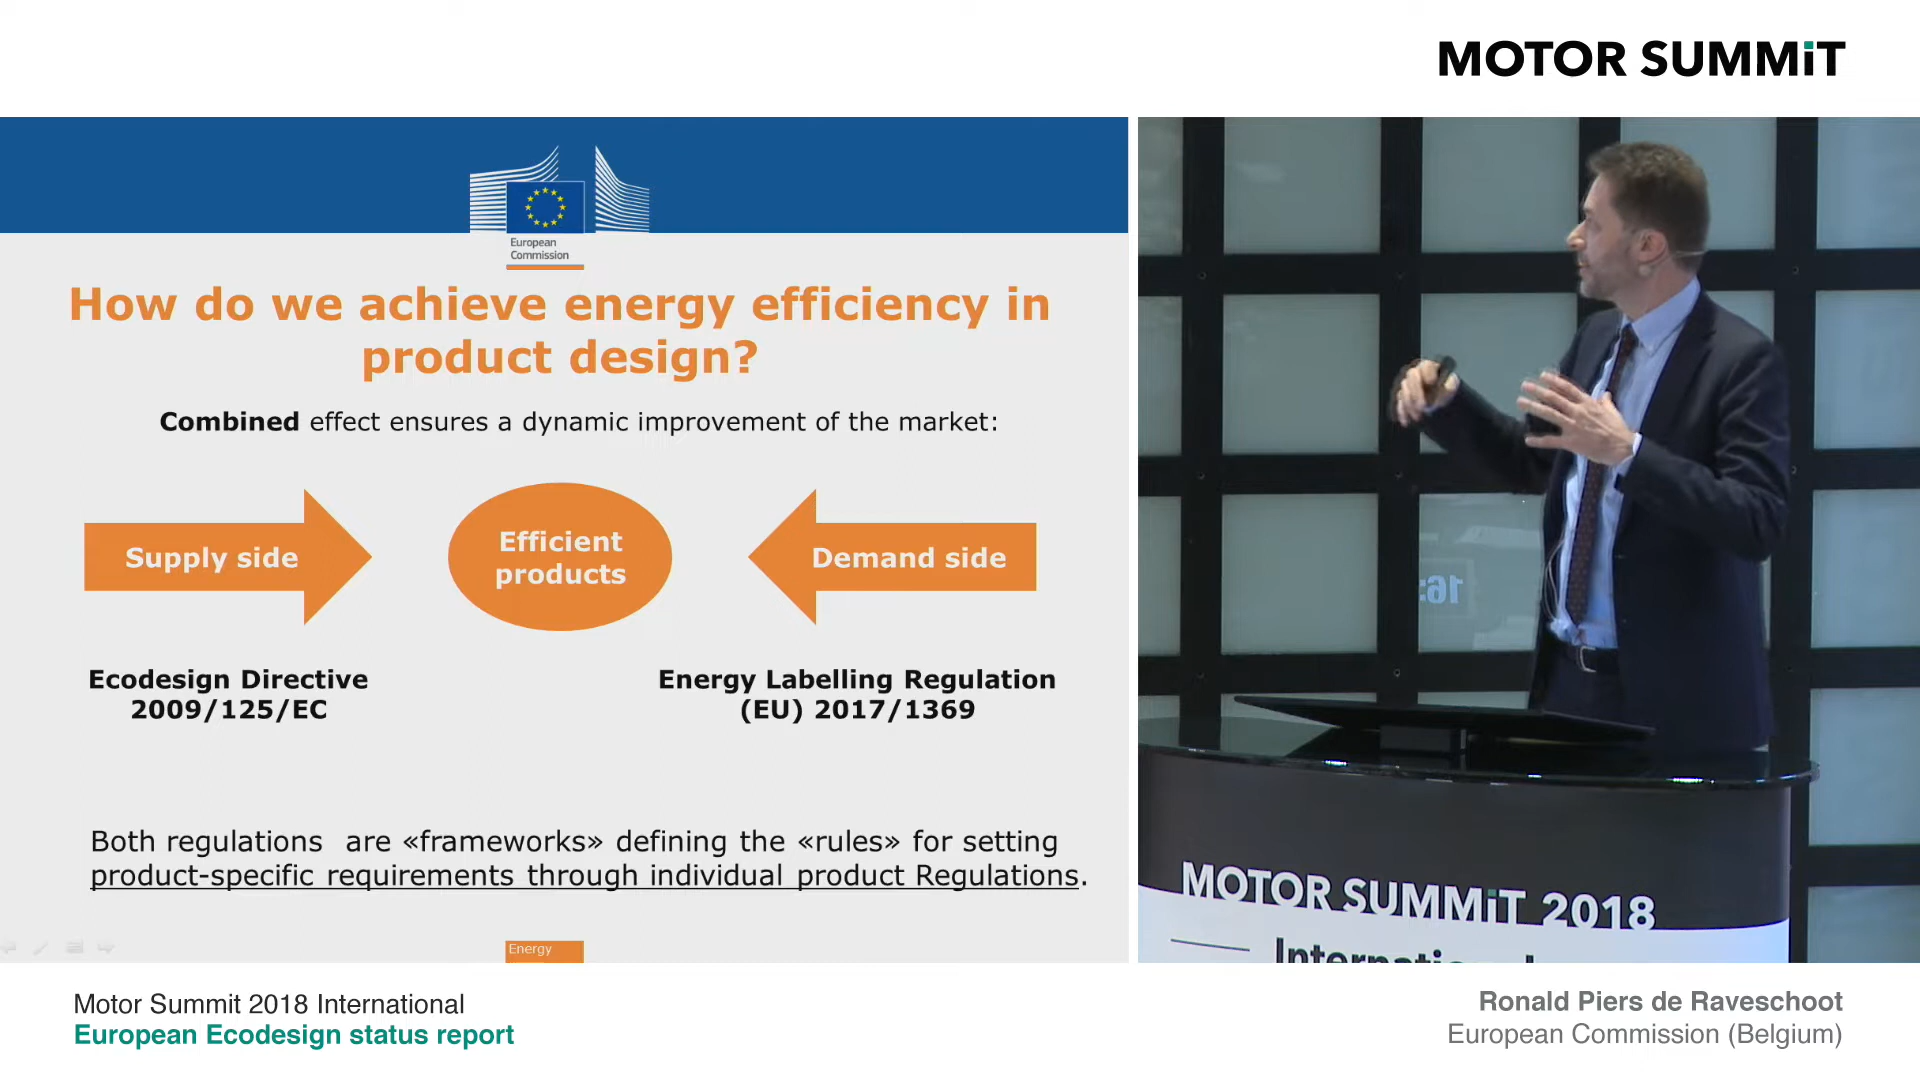 MOTOR SUMMiT
European
Commission
How do we achieve energy efficiency in
product design?
Combined effect ensures a dynamic improvement of the market:
Supply side
Efficient
products
Demand side
Ecodesign Directive
2009/125/EC
Energy Labelling Regulation
(EU) 2017/1369
Both regulations are «frameworks» defining the «rules» for setting
product-specific requirements through individual product Regulations.
Energy
MOTOR SUMMiT 2018
International
Motor Summit 2018 International
European Ecodesign status report
Ronald Piers de Raveschoot
European Commission (Belgium)